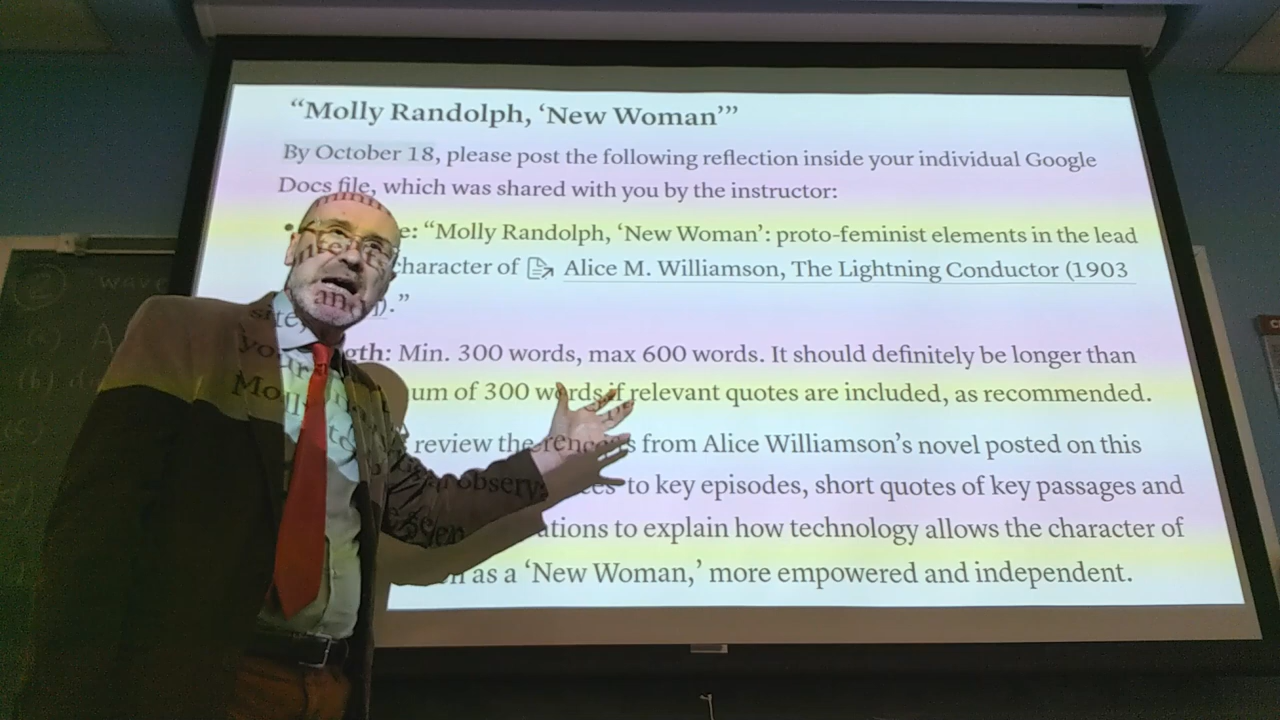 “Molly Randolph, ‘New Woman’”
By October 18, please post the following reflection inside your individual Google
Docs file, which was shared with you by the instructor:
• e: “Molly Randolph, ‘New Woman’: proto-feminist elements in the lead
character of Alice M. Williamson, The Lightning Conductor (1903
).”
gth: Min. 300 words, max 600 words. It should definitely be longer than
um of 300 words if relevant quotes are included, as recommended.
review the from Alice Williamson’s novel posted on this
site,
to key episodes, short quotes of key passages and
your
ations to explain how technology allows the character of
Molly
as a ‘New Woman,’ more empowered and independent.
wave